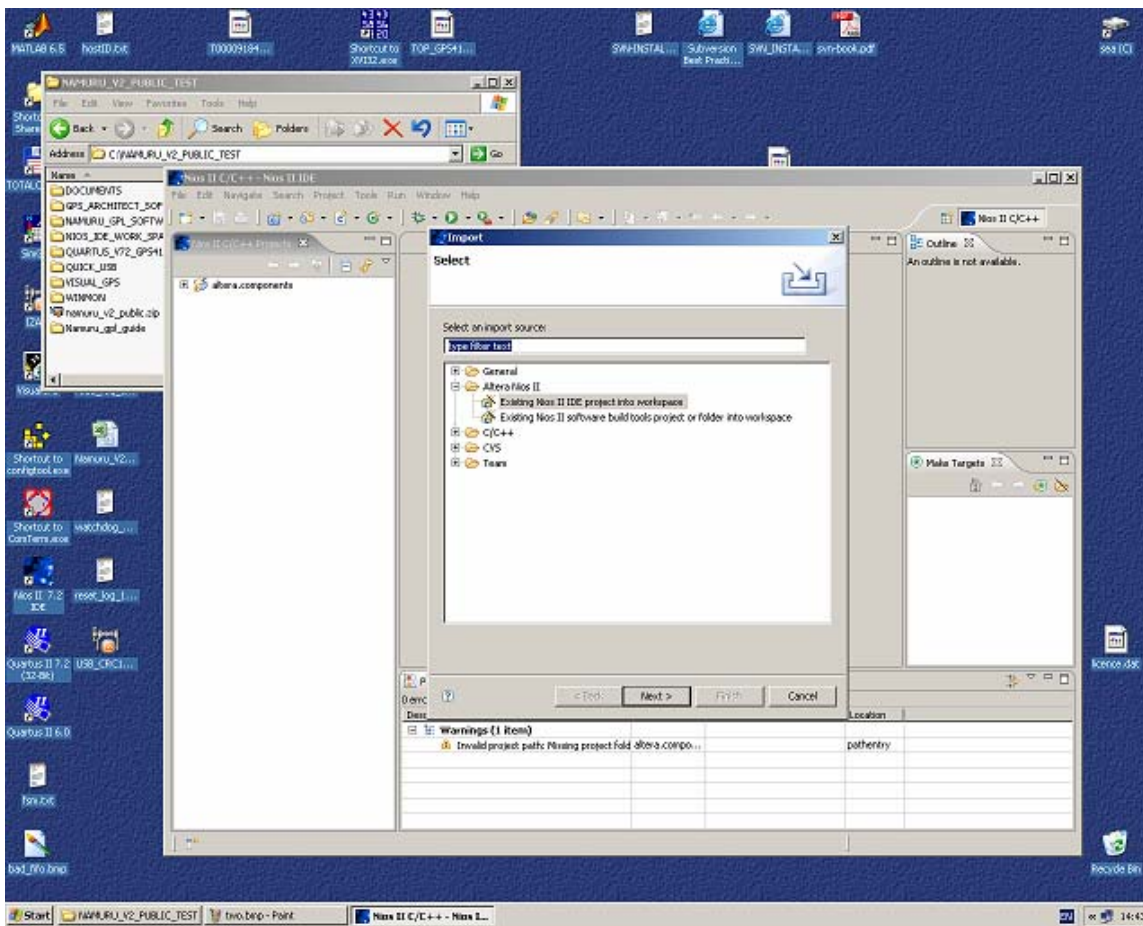 MATLAB 6.5
hostID.txt
T00009184...
Shortcut to XVI32.exe
TOP_GPS41...
SVN-INSTAL...
Subversion Best Practi...
SVN_INSTA...
svn-book.pdf
sea (C)
NAMURU_V2_PUBLIC_TEST
File Edit View Favorites Tools Help
Back Search Folders
Address C:\NAMURU_V2_PUBLIC_TEST Go
Name
DOCUMENTS
GPS_ARCHITECT_SOF
NAMURU_GPL_SOFTW
NIOS_IDE_WORK_SPA
QUARTUS_V72_GPS41
QUICK_USB
VISUAL_GPS
WINMON
namuru_v2_public.zip
Namuru_gpl_guide
Nios II C/C++ - Nios II IDE
File Edit Navigate Search Project Tools Run Window Help
Nios II C/C++
Nios II C/C++ Projects
altera.components
Outline
An outline is not available.
Import
Select
Select an import source:
type filter text
General
Altera Nios II
Existing Nios II IDE project into workspace
Existing Nios II software build tools project or folder into workspace
C/C++
CVS
Team
< Back Next > Finish Cancel
Make Targets
Location
Warnings (1 item)
Invalid project path: Missing project fold altera.compo... pathentry
Shortcut to configtool.exe
Namuru_V2...
Shortcut to ComTerm.exe
watchdog_...
Nios II 7.2 IDE
reset_log_t...
Quartus II 7.2 (32-Bit)
USB_CRC1...
Quartus II 6.0
bad_fifo.bmp
licence.dat
Recycle Bin
Start NAMURU_V2_PUBLIC_TEST two.bmp - Paint Nios II C/C++ - Nios I... EN 14:43